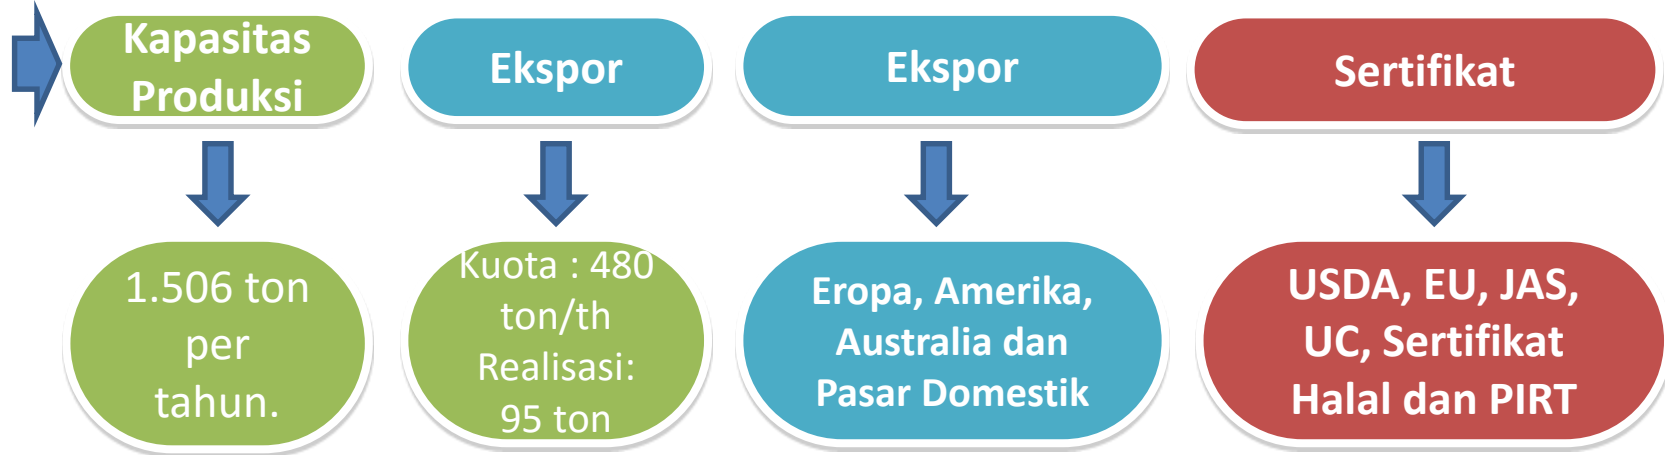 Kapasitas
Produksi
Ekspor
Ekspor
Sertifikat
1.506 ton
per
tahun.
Kuota : 480
ton/th
Realisasi:
95 ton
Eropa, Amerika,
Australia dan
Pasar Domestik
USDA, EU, JAS,
UC, Sertifikat
Halal dan PIRT